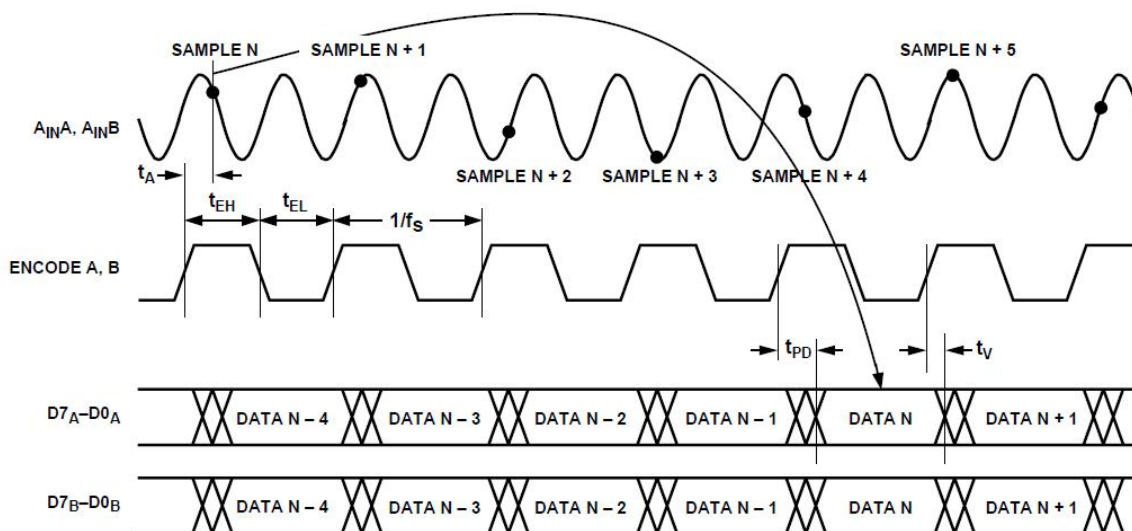 SAMPLE N
SAMPLE N + 1
SAMPLE N + 5
AINA, AINB
SAMPLE N + 2
SAMPLE N + 3
SAMPLE N + 4
tA
tEH
tEL
1/fS
ENCODE A, B
tPD
tV
D7A–D0A
DATA N – 4
DATA N – 3
DATA N – 2
DATA N – 1
DATA N
DATA N + 1
D7B–D0B
DATA N – 4
DATA N – 3
DATA N – 2
DATA N – 1
DATA N
DATA N + 1